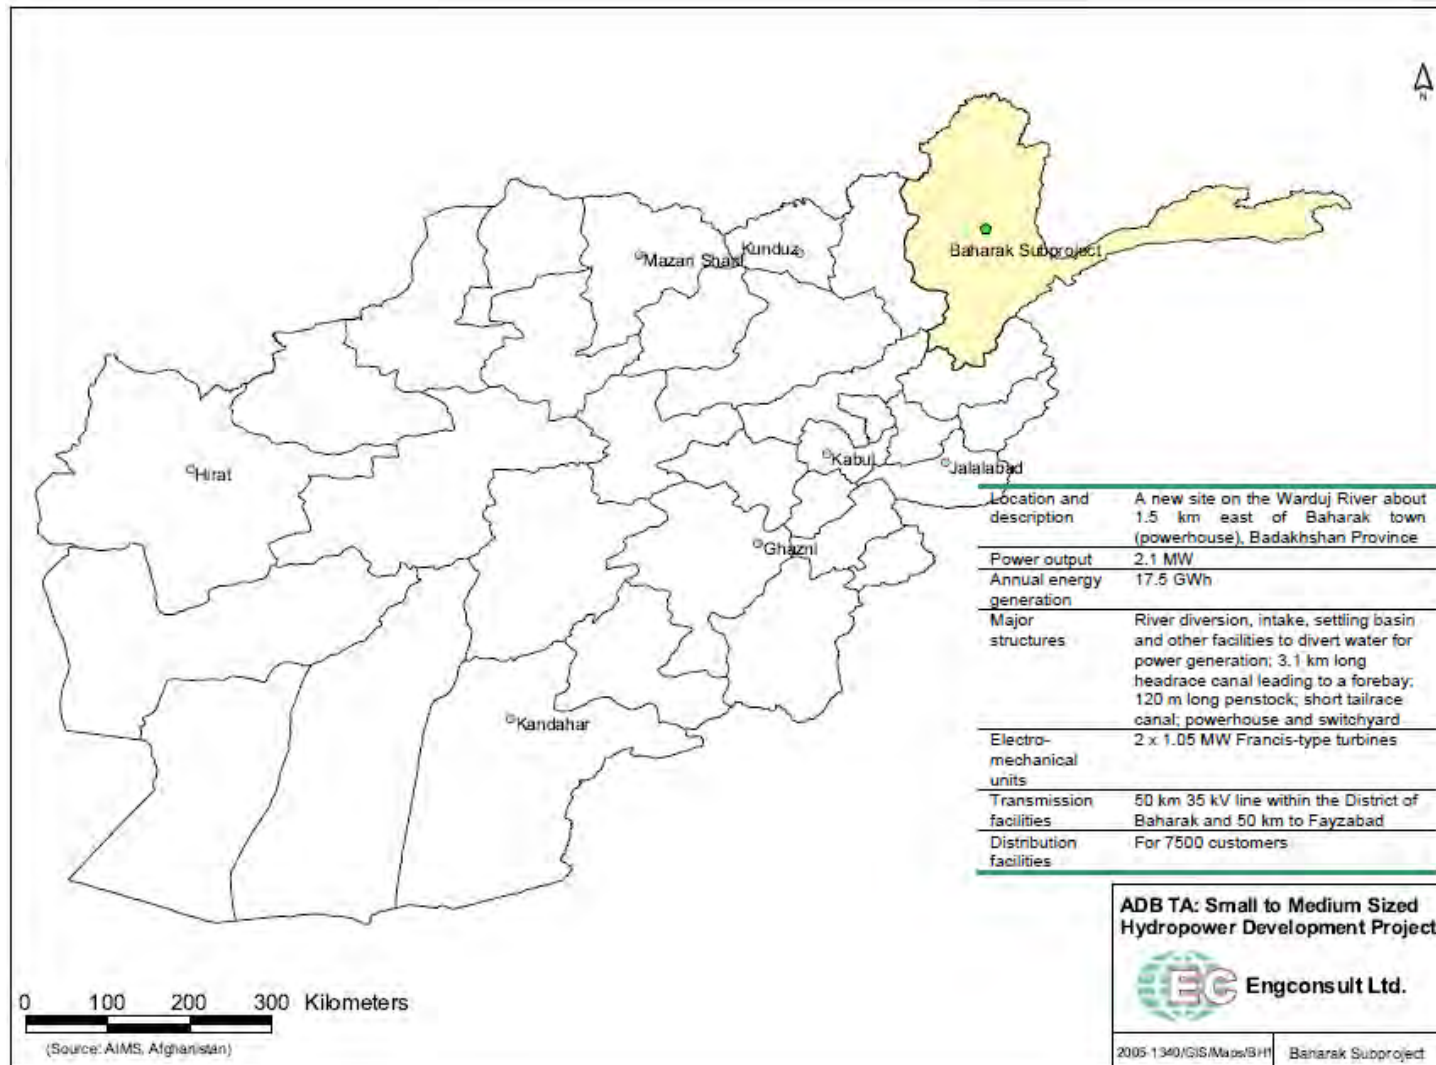 N
Baharak Subproject
Mazari Sharif
Kunduz
Hirat
Kabul
Jalalabad
Ghazni
Kandahar
Location and description
A new site on the Warduj River about 1.5 km east of Baharak town (powerhouse), Badakhshan Province
Power output
2.1 MW
Annual energy generation
17.5 GWh
Major structures
River diversion, intake, settling basin and other facilities to divert water for power generation; 3.1 km long headrace canal leading to a forebay; 120 m long penstock; short tailrace canal; powerhouse and switchyard
Electro-mechanical units
2 x 1.05 MW Francis-type turbines
Transmission facilities
50 km 35 kV line within the District of Baharak and 50 km to Fayzabad
Distribution facilities
For 7500 customers
ADB TA: Small to Medium Sized
Hydropower Development Project
EC Engconsult Ltd.
2005-1340/GIS/Maps/BH1
Baharak Subproject
0 100 200 300 Kilometers
(Source: AIMS, Afghanistan)